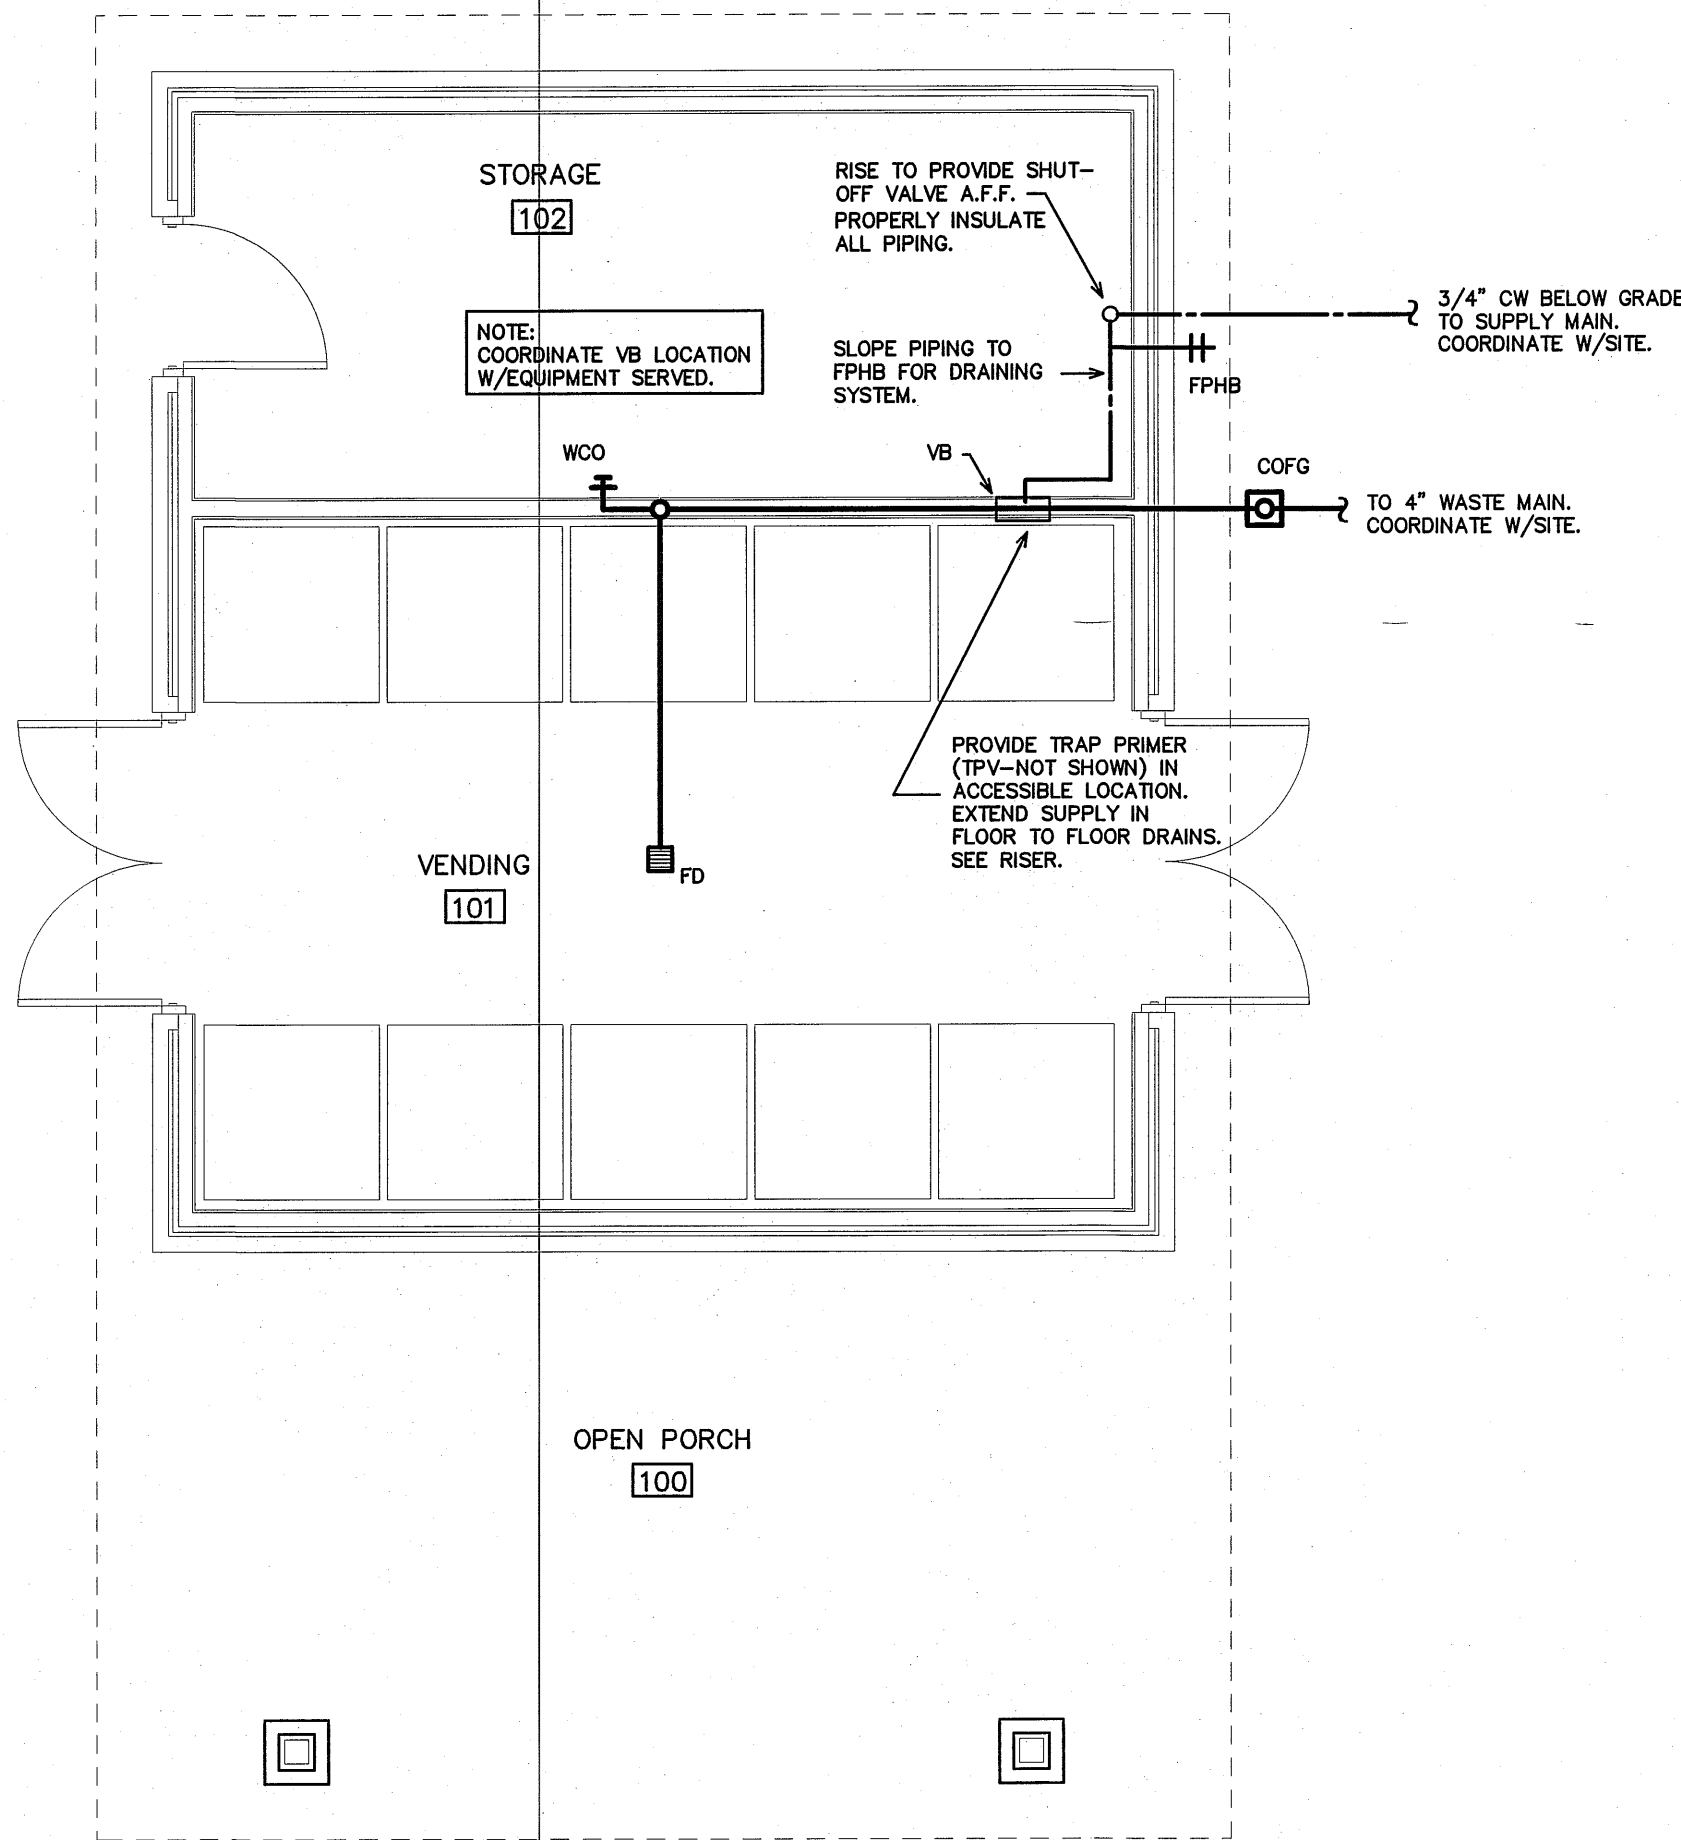 STORAGE
102
RISE TO PROVIDE SHUT-
OFF VALVE A.F.F.
PROPERLY INSULATE
ALL PIPING.
3/4" CW BELOW GRADE
TO SUPPLY MAIN.
COORDINATE W/SITE.
NOTE:
COORDINATE VB LOCATION
W/EQUIPMENT SERVED.
SLOPE PIPING TO
FPHB FOR DRAINING
SYSTEM.
FPHB
WCO
VB
COFG
TO 4" WASTE MAIN.
COORDINATE W/SITE.
PROVIDE TRAP PRIMER
(TPV-NOT SHOWN) IN
ACCESSIBLE LOCATION.
EXTEND SUPPLY IN
FLOOR TO FLOOR DRAINS.
SEE RISER.
VENDING
101
FD
OPEN PORCH
100